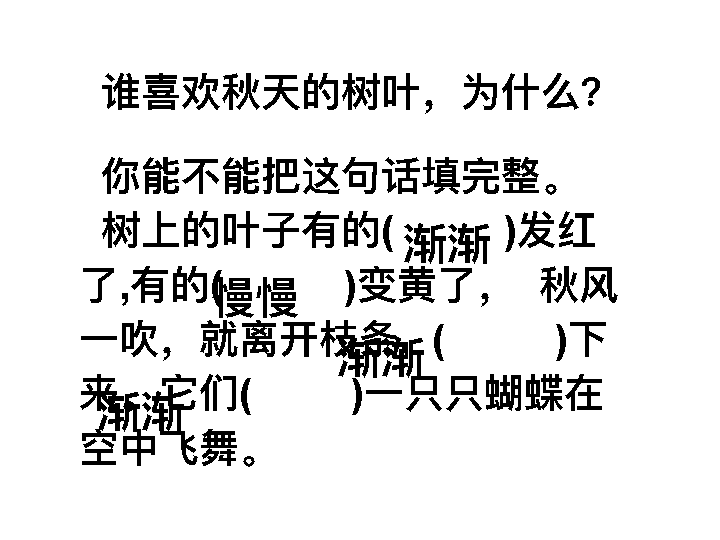 谁喜欢秋天的树叶，为什么?
你能不能把这句话填完整。
树上的叶子有的( 渐渐 )发红
了,有的(慢慢 )变黄了， 秋风
一吹，就离开枝条，( )下
渐渐
来，它们( )一只只蝴蝶在
渐渐
空中飞舞。